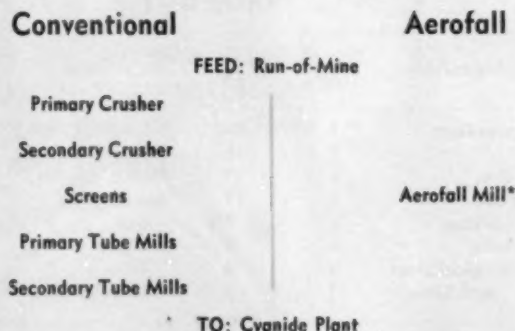 Conventional Aerofall
FEED: Run-of-Mine
Primary Crusher
Secondary Crusher
Screens Aerofall Mill*
Primary Tube Mills
Secondary Tube Mills
TO: Cyanide Plant